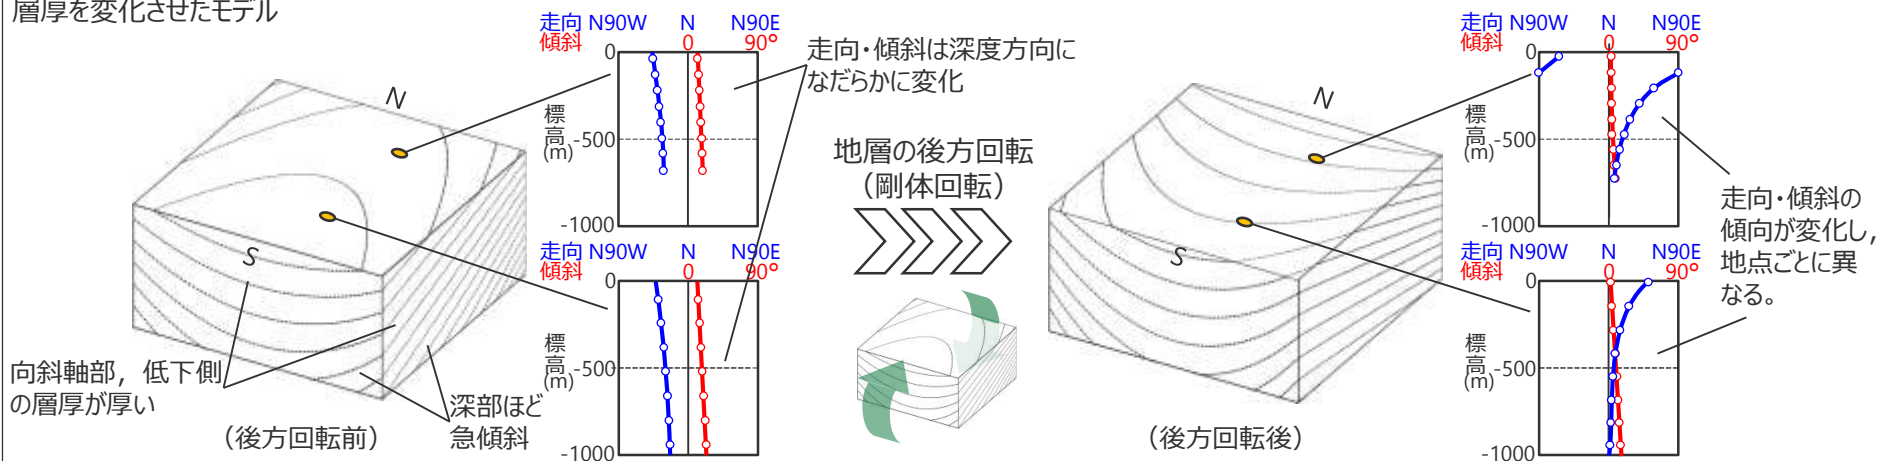 層厚を変化させたモデル
走向 N90W N N90E
傾斜 0 90°
0
標高(m)
-500
-1000
走向・傾斜は深度方向に
なだらかに変化
N
S
走向 N90W N N90E
傾斜 0 90°
0
標高(m)
-500
-1000
向斜軸部，低下側
の層厚が厚い
深部ほど
急傾斜
（後方回転前）
地層の後方回転
（剛体回転）
N
S
（後方回転後）
走向 N90W N N90E
傾斜 0 90°
0
標高(m)
-500
-1000
走向 N90W N N90E
傾斜 0 90°
0
標高(m)
-500
-1000
走向・傾斜の
傾向が変化し，
地点ごとに異
なる。